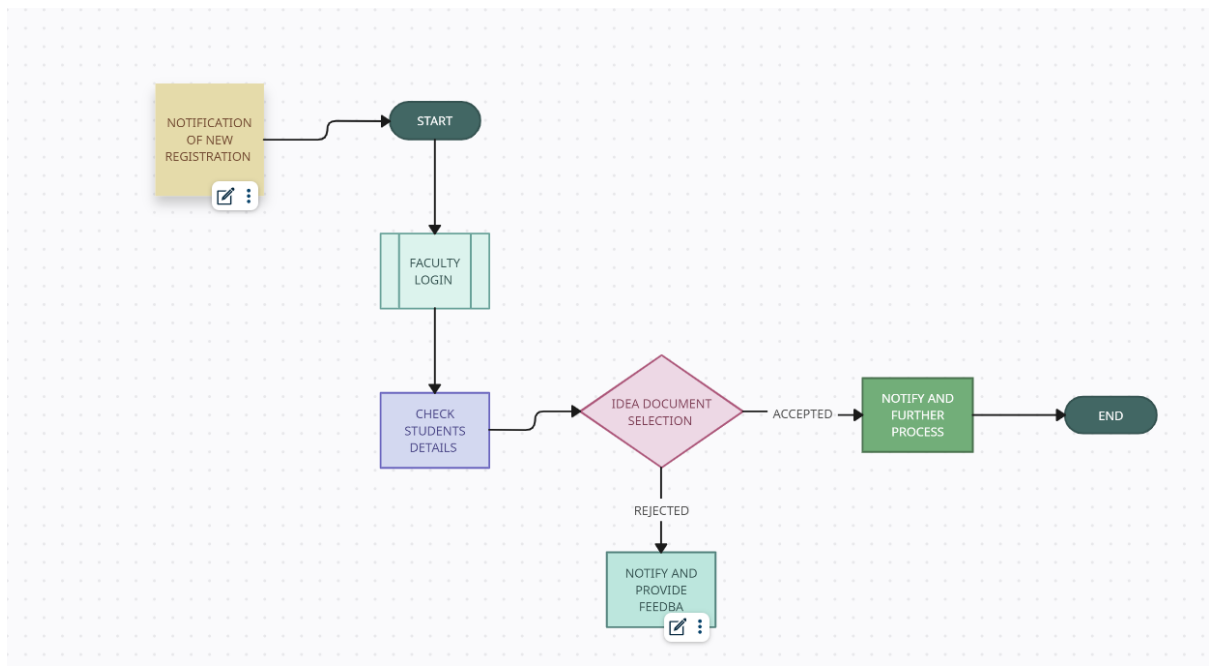 NOTIFICATION
OF NEW
REGISTRATION
START
FACULTY
LOGIN
CHECK
STUDENTS
DETAILS
IDEA DOCUMENT
SELECTION
ACCEPTED
NOTIFY AND
FURTHER
PROCESS
END
REJECTED
NOTIFY AND
PROVIDE
FEEDBA